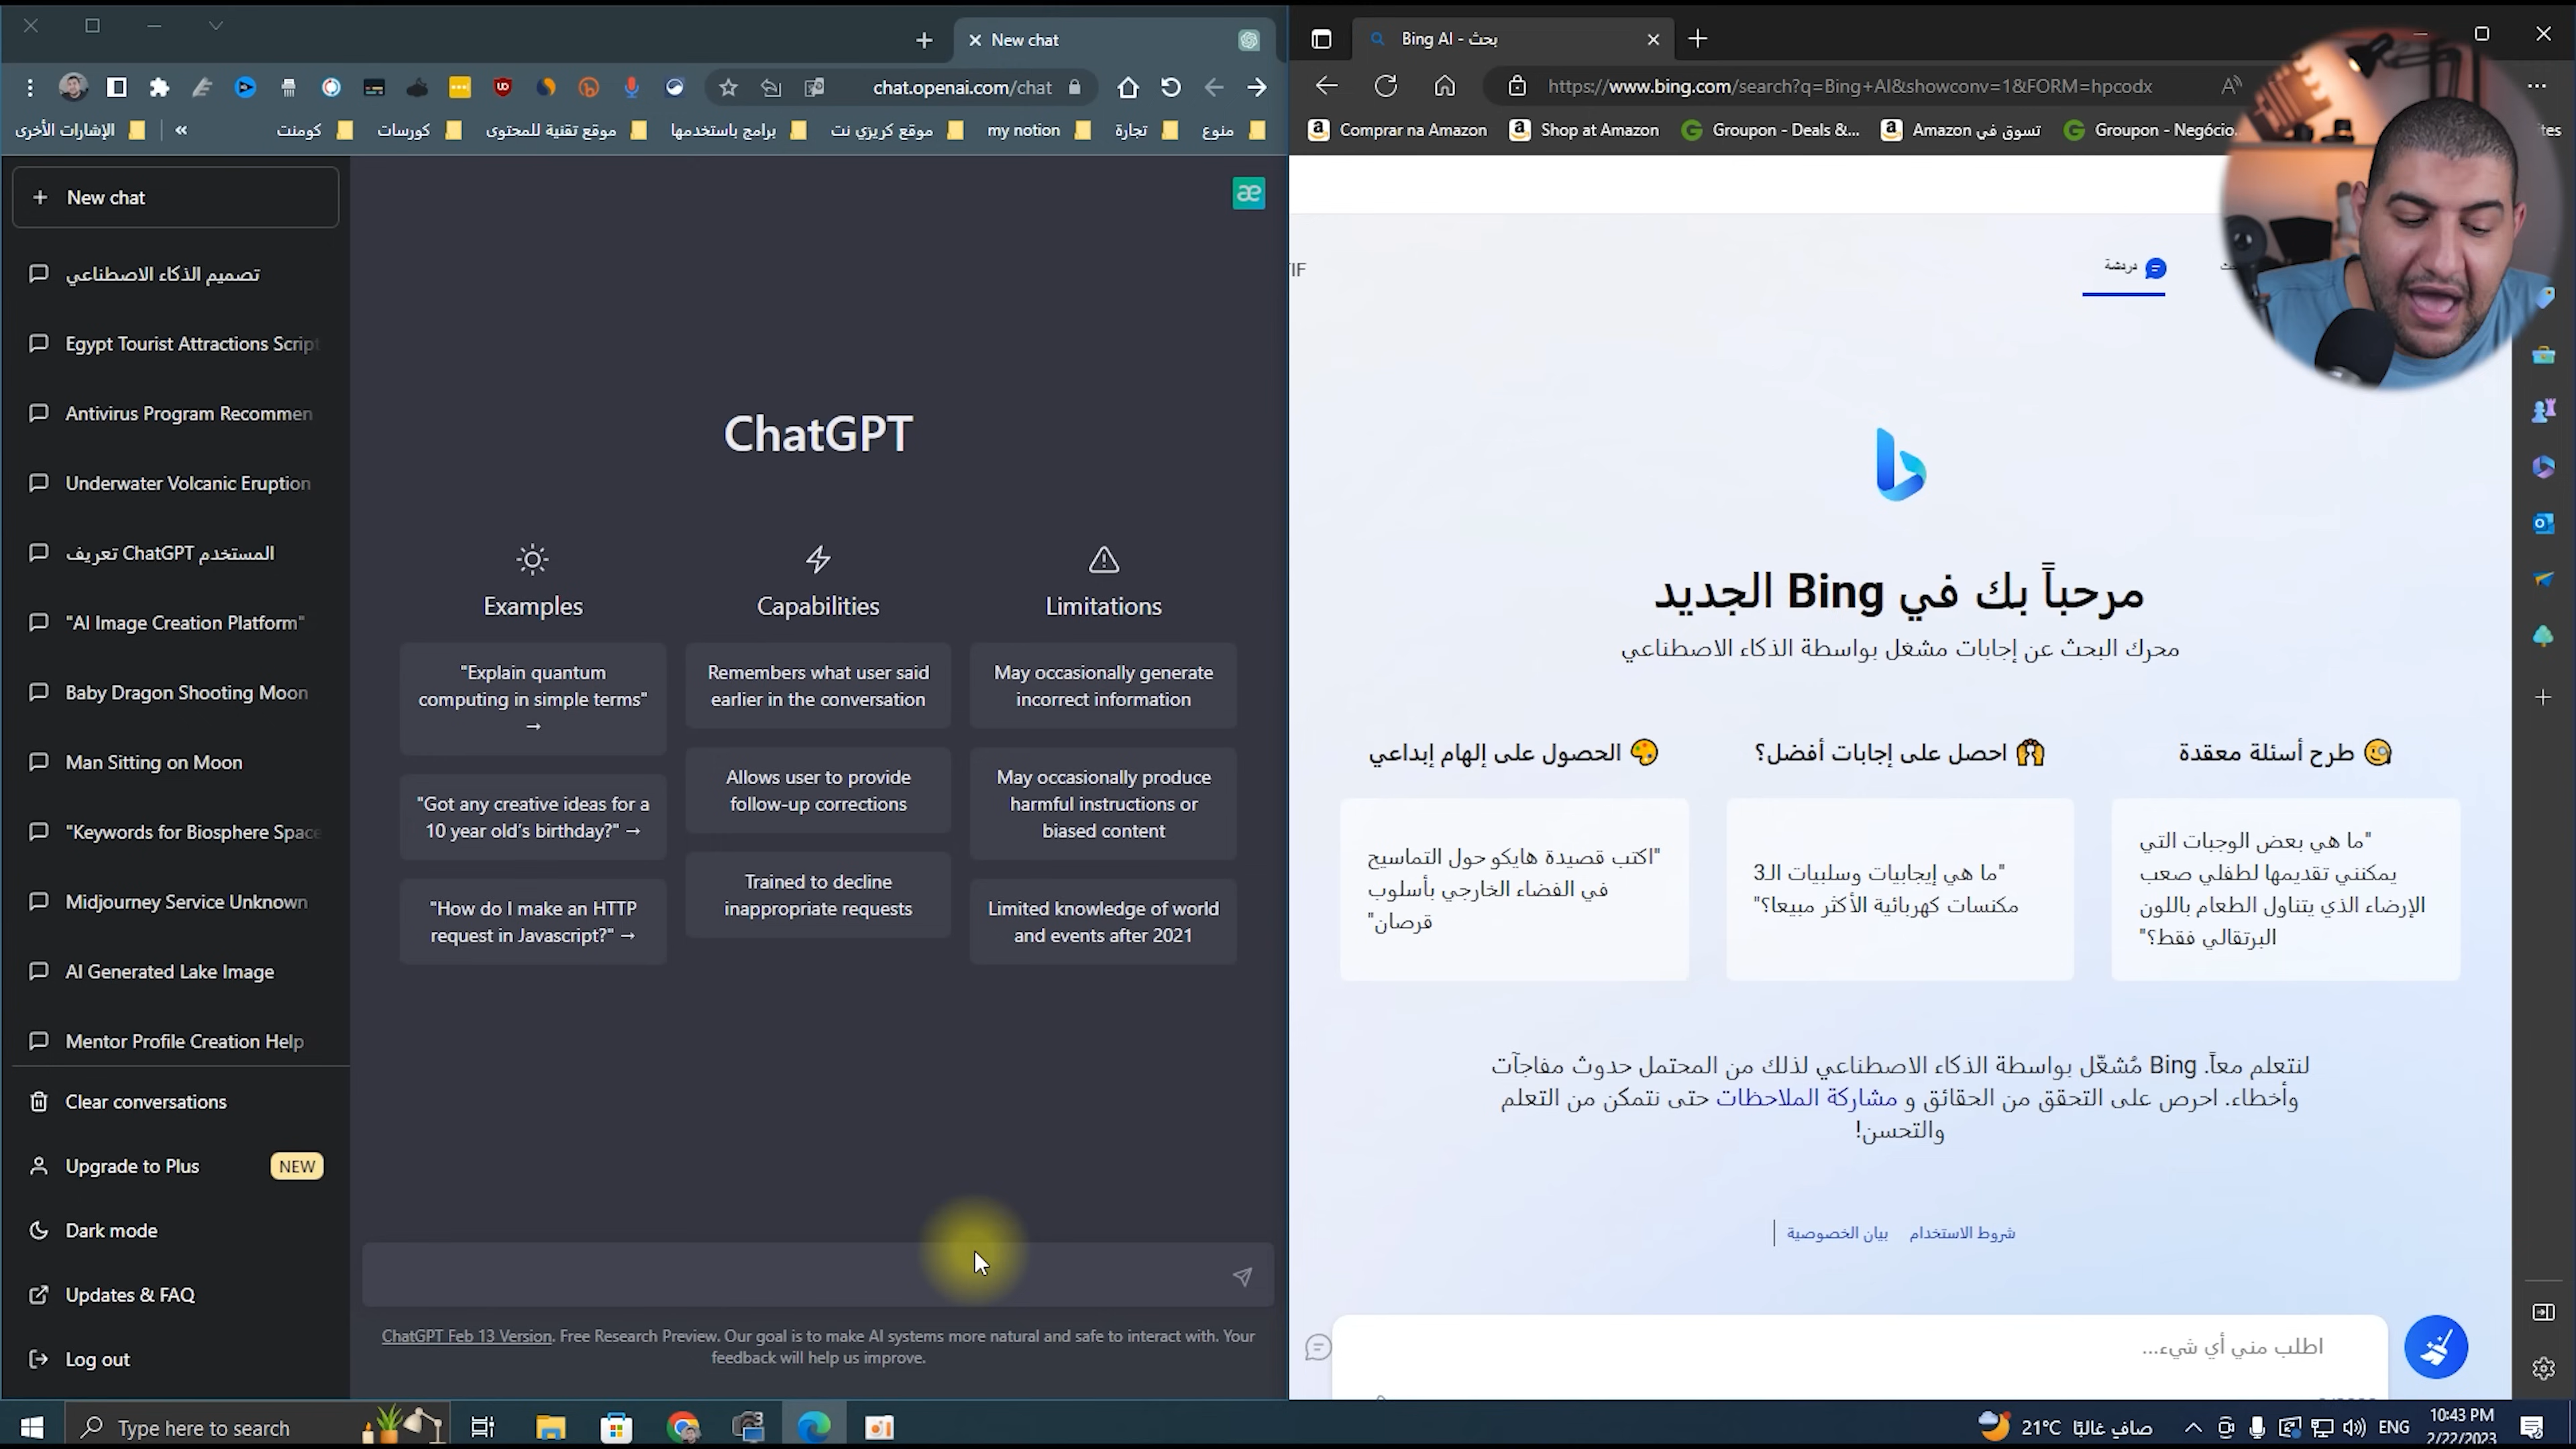 New chat
chat.openai.com/chat
الإشارات الأخرى
»
كومنت
كورسات
موقع تقنية للمحتوى
برامج باستخدمها
موقع كريزي نت
my notion
تجارة
منوع
New chat
تصميم الذكاء الاصطناعي
Egypt Tourist Attractions Script
Antivirus Program Recommen
Underwater Volcanic Eruption
تعريف ChatGPT المستخدم
"AI Image Creation Platform"
Baby Dragon Shooting Moon
Man Sitting on Moon
"Keywords for Biosphere Space
Midjourney Service Unknown
AI Generated Lake Image
Mentor Profile Creation Help
Clear conversations
Upgrade to Plus
NEW
Dark mode
Updates & FAQ
Log out
æ
ChatGPT
Examples
"Explain quantum
computing in simple terms"
→
"Got any creative ideas for a
10 year old's birthday?" →
"How do I make an HTTP
request in Javascript?" →
Capabilities
Remembers what user said
earlier in the conversation
Allows user to provide
follow-up corrections
Trained to decline
inappropriate requests
Limitations
May occasionally generate
incorrect information
May occasionally produce
harmful instructions or
biased content
Limited knowledge of world
and events after 2021
ChatGPT Feb 13 Version. Free Research Preview. Our goal is to make AI systems more natural and safe to interact with. Your
feedback will help us improve.
Bing AI - بحث
https://www.bing.com/search?q=Bing+AI&showconv=1&FORM=hpcodx
Comprar na Amazon
Shop at Amazon
Groupon - Deals &...
تسوق في Amazon
Groupon - Negócio...
دردشة
مرحباً بك في Bing الجديد
محرك البحث عن إجابات مشغل بواسطة الذكاء الاصطناعي
طرح أسئلة معقدة
"ما هي بعض الوجبات التي
يمكنني تقديمها لطفلي صعب
الإرضاء الذي يتناول الطعام باللون
البرتقالي فقط؟"
احصل على إجابات أفضل؟
"ما هي إيجابيات وسلبيات الـ3
مكنسات كهربائية الأكثر مبيعا؟"
الحصول على إلهام إبداعي
"اكتب قصيدة هايكو حول التماسيح
في الفضاء الخارجي بأسلوب
قرصان"
لنتعلم معاً. Bing مُشغّل بواسطة الذكاء الاصطناعي لذلك من المحتمل حدوث مفاجآت
وأخطاء. احرص على التحقق من الحقائق و مشاركة الملاحظات حتى نتمكن من التعلم
والتحسن!
شروط الاستخدام
بيان الخصوصية
اطلب مني أي شيء...
Type here to search
21°C صافٍ غالبًا
ENG
10:43 PM
2/22/2023